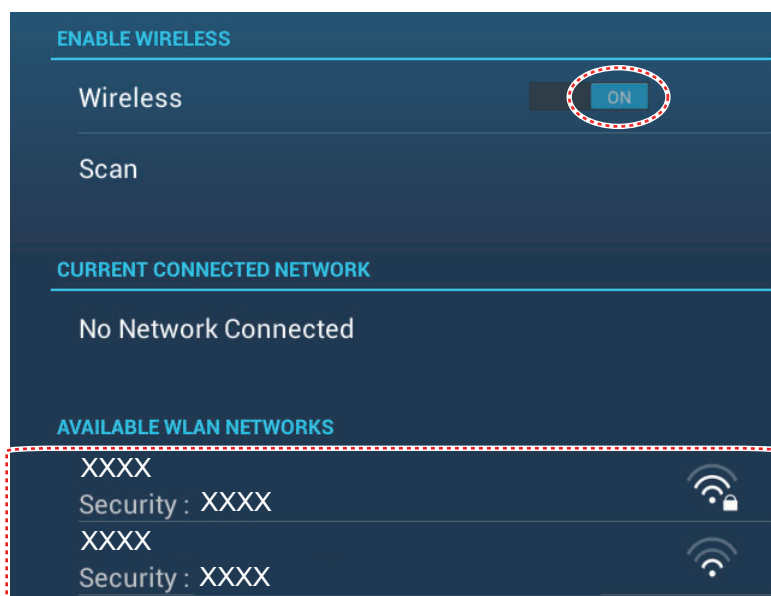 ENABLE WIRELESS
Wireless ON
Scan
CURRENT CONNECTED NETWORK
No Network Connected
AVAILABLE WLAN NETWORKS
XXXX
Security : XXXX
XXXX
Security : XXXX